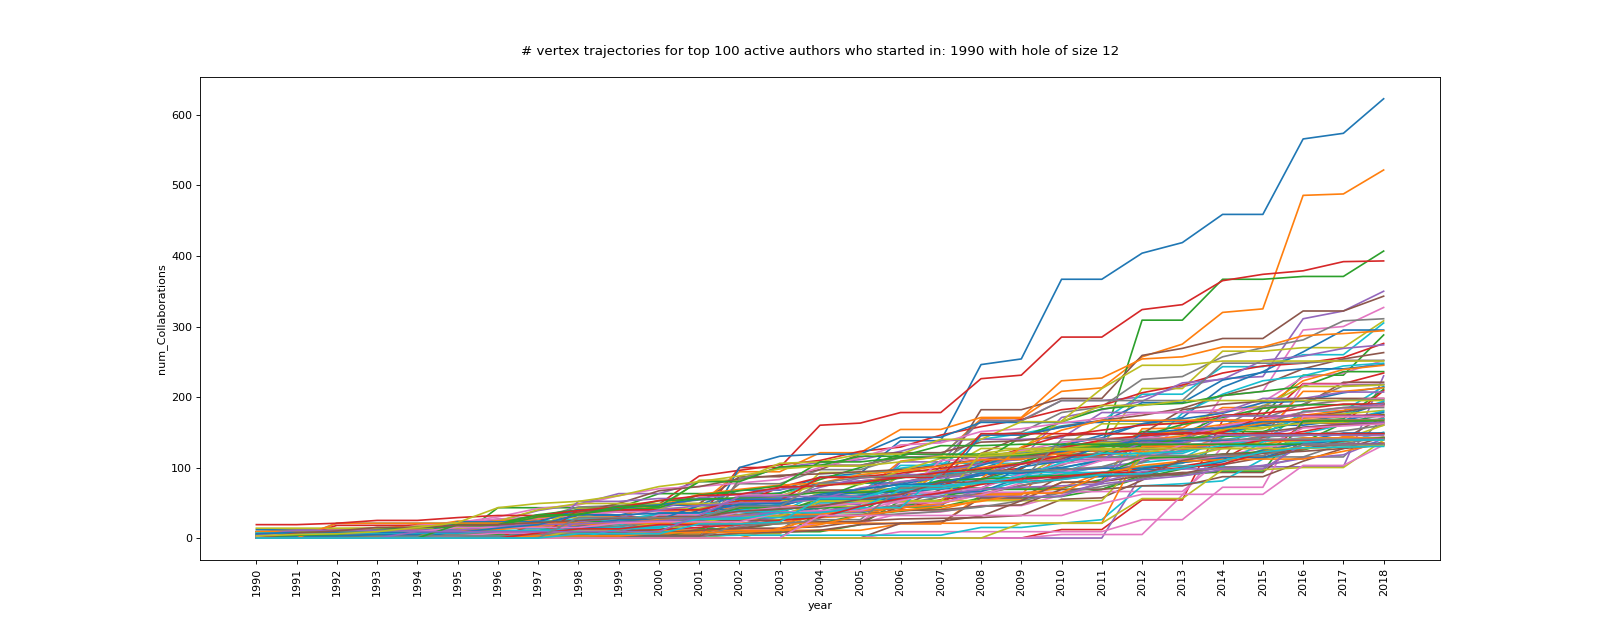 # vertex trajectories for top 100 active authors who started in: 1990 with hole of size 12
600
500
400
300
200
100
0
num_Collaborations
1990 1991 1992 1993 1994 1995 1996 1997 1998 1999 2000 2001 2002 2003 2004 2005 2006 2007 2008 2009 2010 2011 2012 2013 2014 2015 2016 2017 2018
year